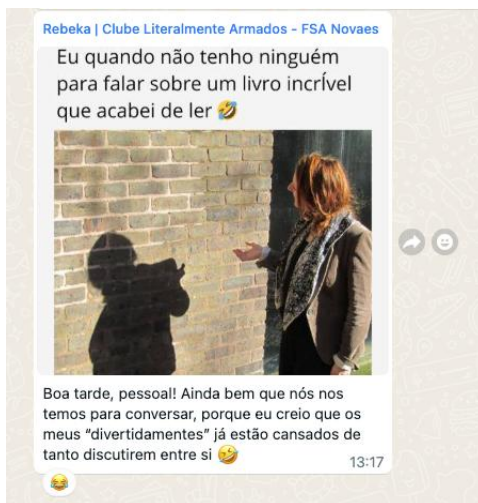 Rebeka | Clube Literalmente Armados - FSA Novaes
Eu quando não tenho ninguém
para falar sobre um livro incrÍvel
que acabei de ler 🤣
Boa tarde, pessoal! Ainda bem que nós nos
temos para conversar, porque eu creio que os
meus “divertidamentes” já estão cansados de
tanto discutirem entre si 🤣
13:17